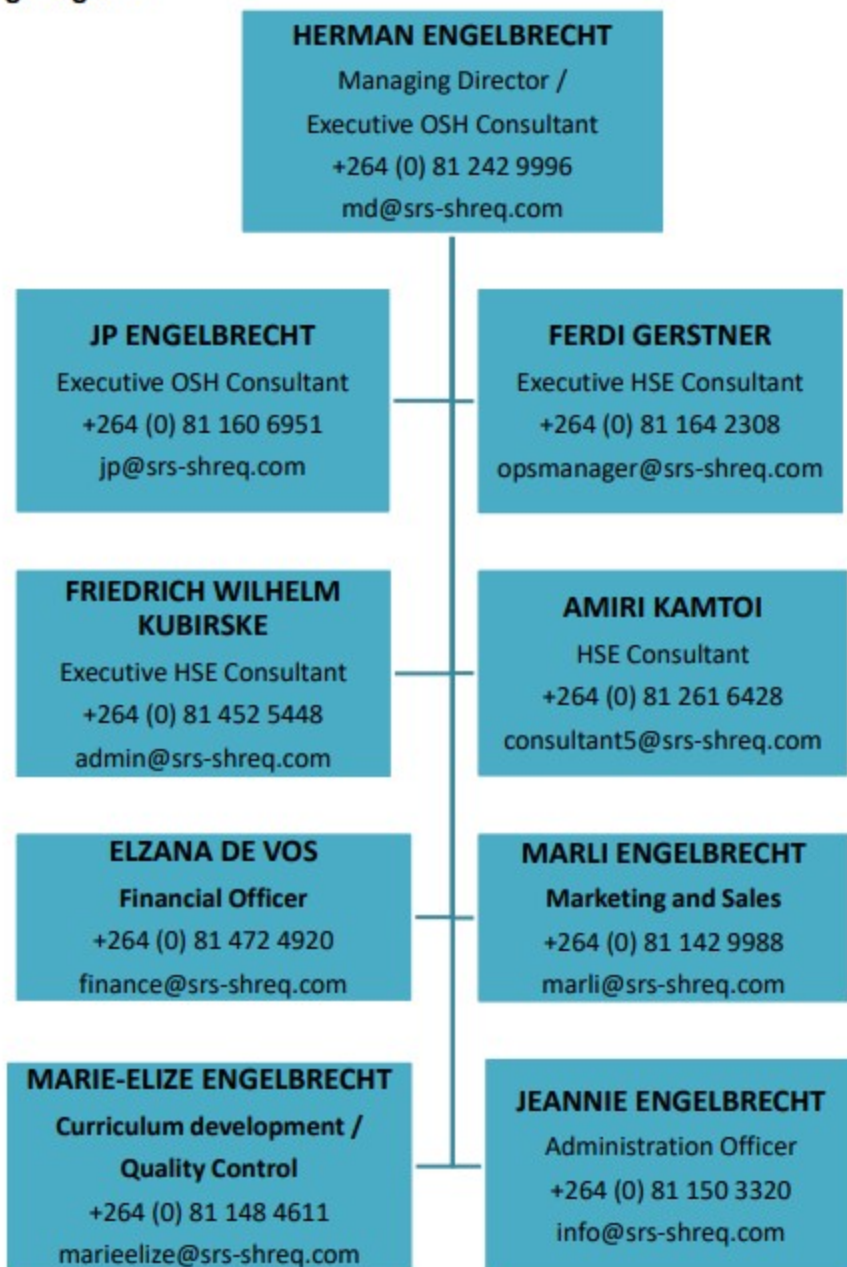 HERMAN ENGELBRECHT
Managing Director /
Executive OSH Consultant
+264 (0) 81 242 9996
md@srs-shreq.com
JP ENGELBRECHT
Executive OSH Consultant
+264 (0) 81 160 6951
jp@srs-shreq.com
FERDI GERSTNER
Executive HSE Consultant
+264 (0) 81 164 2308
opsmanager@srs-shreq.com
FRIEDRICH WILHELM
KUBIRSKE
Executive HSE Consultant
+264 (0) 81 452 5448
admin@srs-shreq.com
AMIRI KAMTOI
HSE Consultant
+264 (0) 81 261 6428
consultant5@srs-shreq.com
ELZANA DE VOS
Financial Officer
+264 (0) 81 472 4920
finance@srs-shreq.com
MARLI ENGELBRECHT
Marketing and Sales
+264 (0) 81 142 9988
marli@srs-shreq.com
MARIE-ELIZE ENGELBRECHT
Curriculum development /
Quality Control
+264 (0) 81 148 4611
marieelize@srs-shreq.com
JEANNIE ENGELBRECHT
Administration Officer
+264 (0) 81 150 3320
info@srs-shreq.com